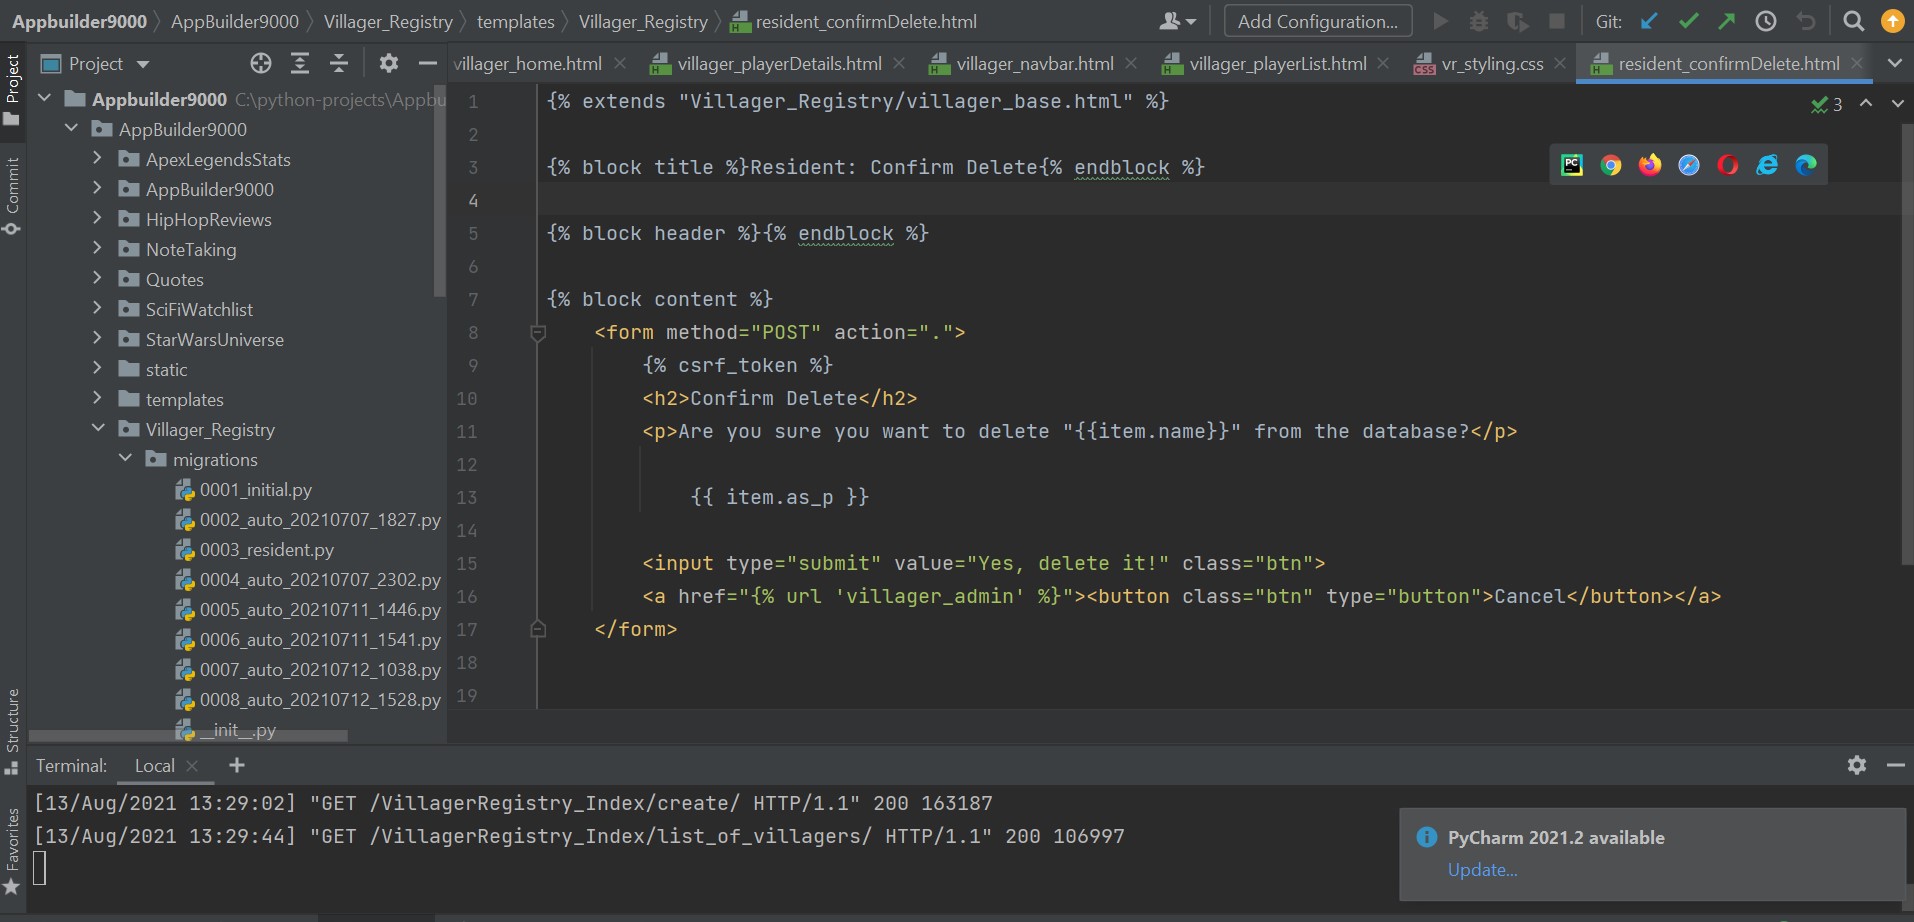 AppBuilder9000 AppBuilder9000 Villager_Registry templates Villager_Registry resident_confirmDelete.html Add Configuration... Git:
Project villager_home.html villager_playerDetails.html villager_navbar.html villager_playerList.html vr_styling.css resident_confirmDelete.html
Project
Commit
Structure
Favorites
Appbuilder9000 C:\python-projects\Appbu
AppBuilder9000
ApexLegendsStats
AppBuilder9000
HipHopReviews
NoteTaking
Quotes
SciFiWatchlist
StarWarsUniverse
static
templates
Villager_Registry
migrations
0001_initial.py
0002_auto_20210707_1827.py
0003_resident.py
0004_auto_20210707_2302.py
0005_auto_20210711_1446.py
0006_auto_20210711_1541.py
0007_auto_20210712_1038.py
0008_auto_20210712_1528.py
__init__.py
3
1 {% extends "Villager_Registry/villager_base.html" %}
2
3 {% block title %}Resident: Confirm Delete{% endblock %}
4
5 {% block header %}{% endblock %}
6
7 {% block content %}
8 <form method="POST" action=".">
9 {% csrf_token %}
10 <h2>Confirm Delete</h2>
11 <p>Are you sure you want to delete "{{item.name}}" from the database?</p>
12
13 {{ item.as_p }}
14
15 <input type="submit" value="Yes, delete it!" class="btn">
16 <a href="{% url 'villager_admin' %}"><button class="btn" type="button">Cancel</button></a>
17 </form>
18
19
PC
Terminal: Local
[13/Aug/2021 13:29:02] "GET /VillagerRegistry_Index/create/ HTTP/1.1" 200 163187
[13/Aug/2021 13:29:44] "GET /VillagerRegistry_Index/list_of_villagers/ HTTP/1.1" 200 106997
PyCharm 2021.2 available
Update...